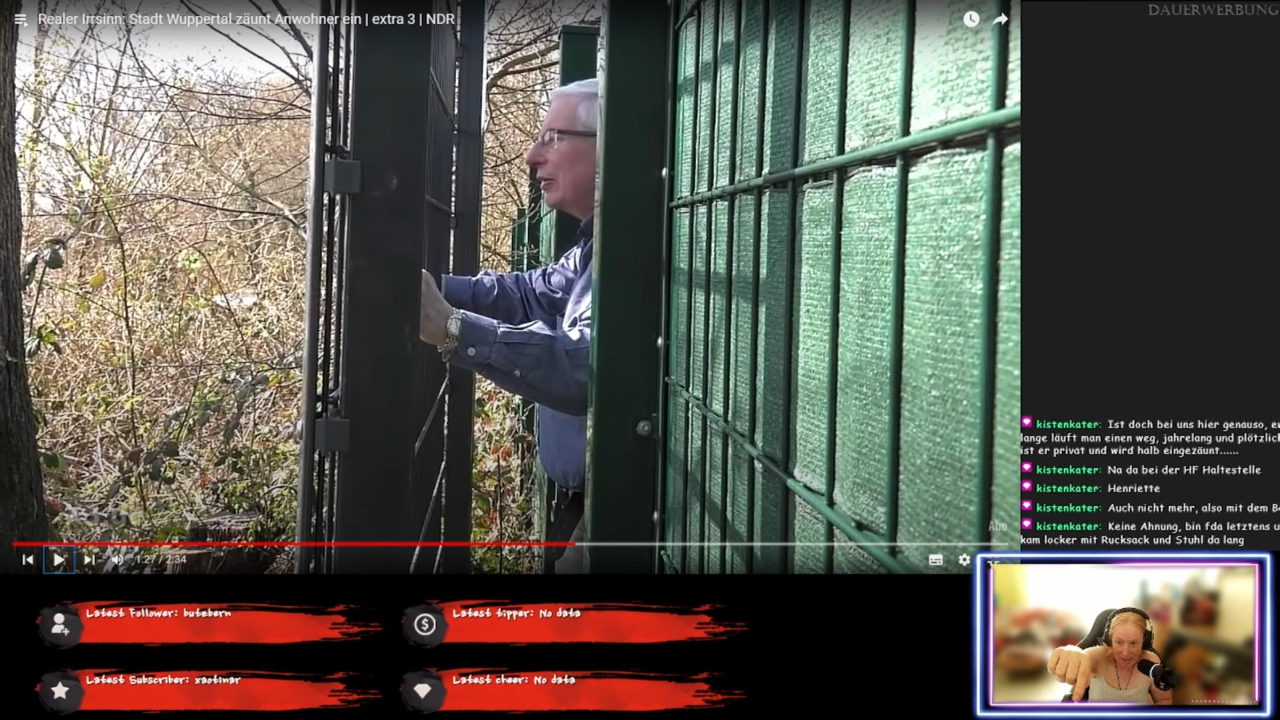 Realer Irrsinn: Stadt Wuppertal zäunt Anwohner ein | extra 3 | NDR
DAUERWERBUNG
kistenkater: Ist doch bei uns hier genauso,
lange läuft man einen weg, jahrelang und plötzlic
ist er privat und wird halb eingezäunt......
kistenkater: Na da bei der HF Haltestelle
kistenkater: Henriette
kistenkater: Auch nicht mehr, also mit dem
kistenkater: Keine Ahnung, bin fda letztens
kam locker mit Rucksack und Stuhl da lang
Abo
1:27 / 2:34
Latest Follower: butzbern
Latest tipper: No data
Latest Subscriber: xaotinar
Latest cheer: No data